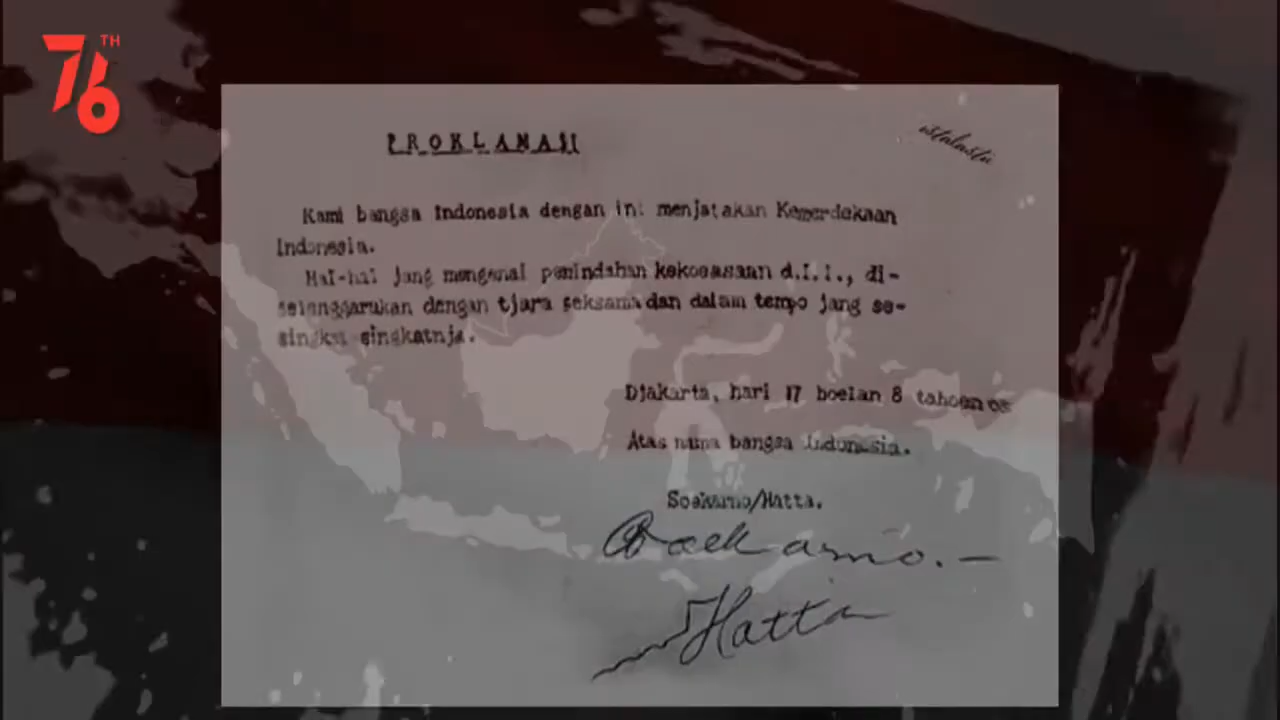 76TH
PROKLAMASI
Kami bangsa Indonesia dengan ini menjatakan Kemerdekaan
Indonesia.
Hal-hal jang mengenai pemindahan kekoeasaan d.l.l., di-
selenggarakan dengan tjara seksama dan dalam tempo jang se-
singkat-singkatnja.
Djakarta, hari 17 boelan 8 tahoen 05
Atas nama bangsa Indonesia.
Soekarno/Hatta.
Soekarno.—
Hatta